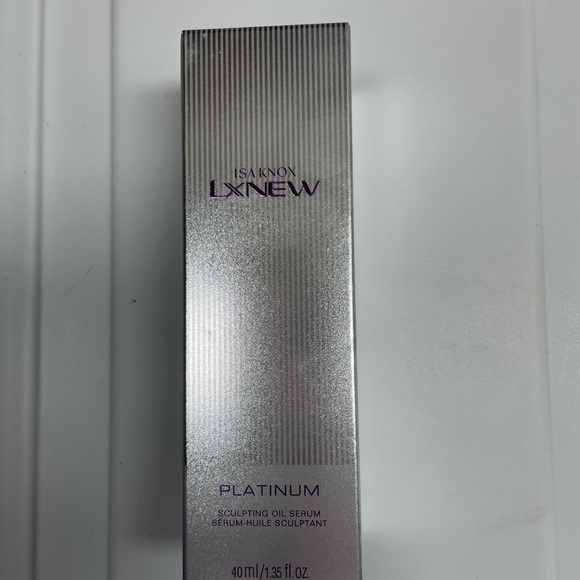 ISA KNOX
LXNEW
PLATINUM
SCULPTING OIL SERUM
SÉRUM-HUILE SCULPTANT
40 ml/1.35 fl.oz.